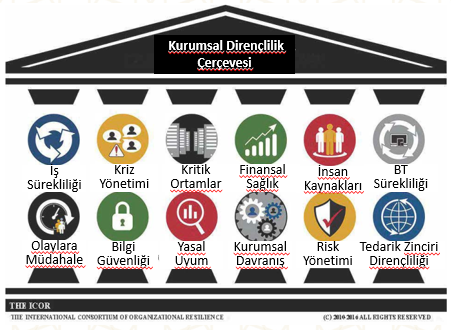 Kurumsal Dirençlilik
Çerçevesi
İş
Sürekliliği
Kriz
Yönetimi
Kritik
Ortamlar
Finansal
Sağlık
İnsan
Kaynakları
BT
Sürekliliği
Olaylara
Müdahale
Bilgi
Güvenliği
Yasal
Uyum
Kurumsal
Davranış
Risk
Yönetimi
Tedarik Zinciri
Dirençliliği
THE ICOR
THE INTERNATIONAL CONSORTIUM OF ORGANIZATIONAL RESILIENCE
(C) 2010-2016 ALL RIGHTS RESERVED